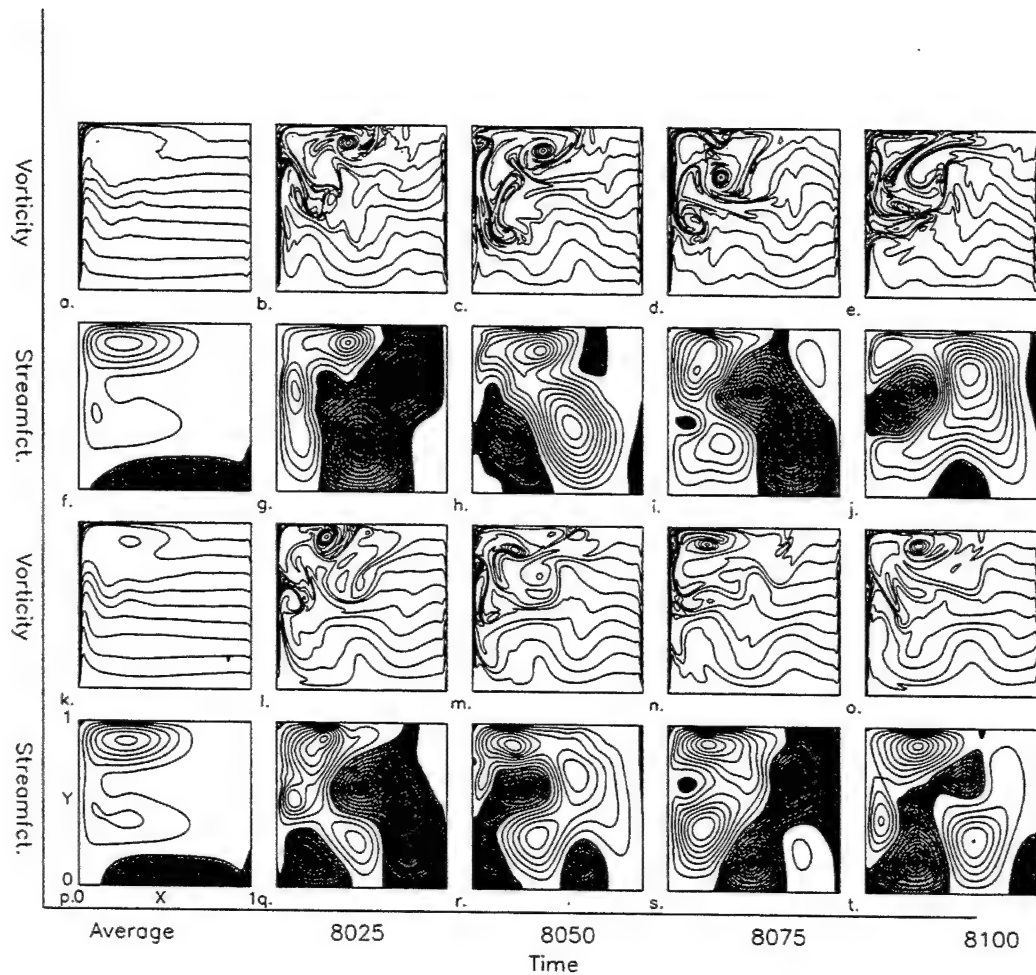 Vorticity
a. b. c. d. e.
Streamfct.
f. g. h. i. j.
Vorticity
k. l. m. n. o.
Streamfct.
1
Y
0
p.0 X 1q. r. s. t.
Average 8025 8050 8075 8100
Time